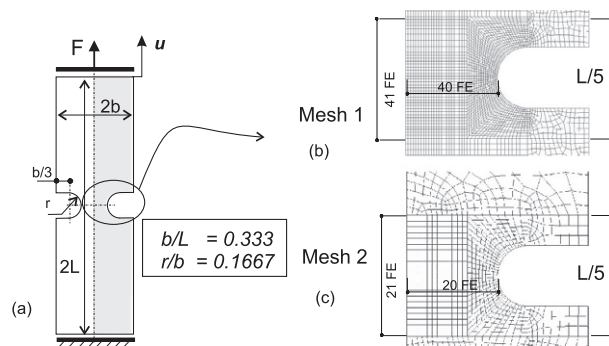 (a)
F
u
2b
b/3
r
2L
b/L = 0.333
r/b = 0.1667
Mesh 1
(b)
41 FE
40 FE
L/5
Mesh 2
(c)
21 FE
20 FE
L/5